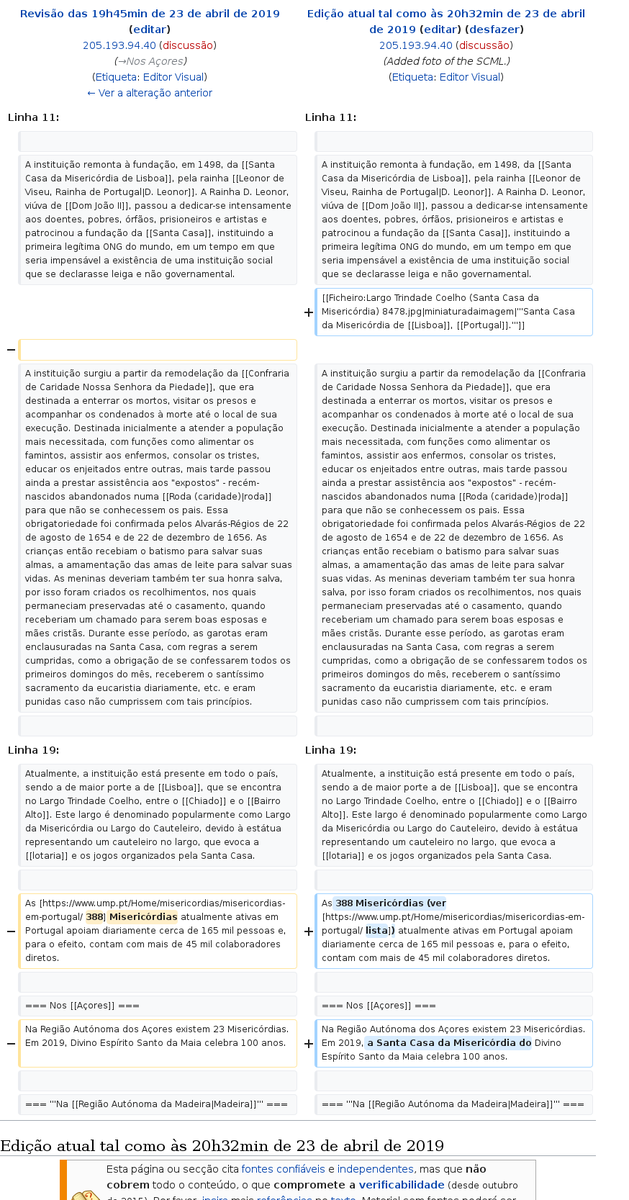 Revisão das 19h45min de 23 de abril de 2019
(editar)
205.193.94.40 (discussão)
(→Nos Açores)
(Etiqueta: Editor Visual)
← Ver a alteração anterior
Edição atual tal como às 20h32min de 23 de abril
de 2019 (editar) (desfazer)
205.193.94.40 (discussão)
(Added foto of the SCML.)
(Etiqueta: Editor Visual)
Linha 11:
Linha 11:
A instituição remonta à fundação, em 1498, da [[Santa
Casa da Misericórdia de Lisboa]], pela rainha [[Leonor de
Viseu, Rainha de Portugal|D. Leonor]]. A Rainha D. Leonor,
viúva de [[Dom João II]], passou a dedicar-se intensamente
aos doentes, pobres, órfãos, prisioneiros e artistas e
patrocinou a fundação da [[Santa Casa]], instituindo a
primeira legítima ONG do mundo, em um tempo em que
seria impensável a existência de uma instituição social
que se declarasse leiga e não governamental.
A instituição remonta à fundação, em 1498, da [[Santa
Casa da Misericórdia de Lisboa]], pela rainha [[Leonor de
Viseu, Rainha de Portugal|D. Leonor]]. A Rainha D. Leonor,
viúva de [[Dom João II]], passou a dedicar-se intensamente
aos doentes, pobres, órfãos, prisioneiros e artistas e
patrocinou a fundação da [[Santa Casa]], instituindo a
primeira legítima ONG do mundo, em um tempo em que
seria impensável a existência de uma instituição social
que se declarasse leiga e não governamental.
+ [[Ficheiro:Largo Trindade Coelho (Santa Casa da
Misericórdia) 8478.jpg|miniaturadaimagem|'''Santa Casa
da Misericórdia de [[Lisboa]], [[Portugal]].''']]
−
A instituição surgiu a partir da remodelação da [[Confraria
de Caridade Nossa Senhora da Piedade]], que era
destinada a enterrar os mortos, visitar os presos e
acompanhar os condenados à morte até o local de sua
execução. Destinada inicialmente a atender a população
mais necessitada, com funções como alimentar os
famintos, assistir aos enfermos, consolar os tristes,
educar os enjeitados entre outras, mais tarde passou
ainda a prestar assistência aos "expostos" - recém-
nascidos abandonados numa [[Roda (caridade)|roda]]
para que não se conhecessem os pais. Essa
obrigatoriedade foi confirmada pelos Alvarás-Régios de 22
de agosto de 1654 e de 22 de dezembro de 1656. As
crianças então recebiam o batismo para salvar suas
almas, a amamentação das amas de leite para salvar suas
vidas. As meninas deveriam também ter sua honra salva,
por isso foram criados os recolhimentos, nos quais
permaneciam preservadas até o casamento, quando
receberiam um chamado para serem boas esposas e
mães cristã. Durante esse período, as garotas eram
enclausuradas na Santa Casa, com regras a serem
cumpridas, como a obrigação de se confessarem todos os
primeiros domingos do mês, receberem o santíssimo
sacramento da eucaristia diariamente, etc. e eram
punidas caso não cumprissem com tais princípios.
A instituição surgiu a partir da remodelação da [[Confraria
de Caridade Nossa Senhora da Piedade]], que era
destinada a enterrar os mortos, visitar os presos e
acompanhar os condenados à morte até o local de sua
execução. Destinada inicialmente a atender a população
mais necessitada, com funções como alimentar os
famintos, assistir aos enfermos, consolar os tristes,
educar os enjeitados entre outras, mais tarde passou
ainda a prestar assistência aos "expostos" - recém-
nascidos abandonados numa [[Roda (caridade)|roda]]
para que não se conhecessem os pais. Essa
obrigatoriedade foi confirmada pelos Alvarás-Régios de 22
de agosto de 1654 e de 22 de dezembro de 1656. As
crianças então recebiam o batismo para salvar suas
almas, a amamentação das amas de leite para salvar
suas vidas. As meninas deveriam também ter sua honra
salva, por isso foram criados os recolhimentos, nos quais
permaneciam preservadas até o casamento, quando
receberiam um chamado para serem boas esposas e
mães cristã. Durante esse período, as garotas eram
enclausuradas na Santa Casa, com regras a serem
cumpridas, como a obrigação de se confessarem todos os
primeiros domingos do mês, receberem o santíssimo
sacramento da eucaristia diariamente, etc. e eram
punidas caso não cumprissem com tais princípios.
Linha 19:
Linha 19:
Atualmente, a instituição está presente em todo o país,
sendo a de maior porte a de [[Lisboa]], que se encontra
no Largo Trindade Coelho, entre o [[Chiado]] e o [[Bairro
Alto]]. Este largo é denominado popularmente como Largo
da Misericórdia ou Largo do Cauteleiro, devido à estátua
representando um cauteleiro no largo, que evoca a
[[lotaria]] e os jogos organizados pela Santa Casa.
Atualmente, a instituição está presente em todo o país,
sendo a de maior porte a de [[Lisboa]], que se encontra
no Largo Trindade Coelho, entre o [[Chiado]] e o [[Bairro
Alto]]. Este largo é denominado popularmente como Largo
da Misericórdia ou Largo do Cauteleiro, devido à estátua
representando um cauteleiro no largo, que evoca a
[[lotaria]] e os jogos organizados pela Santa Casa.
− As [https://www.ump.pt/Home/misericordias/misericordias-
em-portugal/ 388] Misericórdias atualmente ativas em
Portugal apoiam diariamente cerca de 165 mil pessoas e,
para o efeito, contam com mais de 45 mil colaboradores
diretos.
+ As 388 Misericórdias (ver
[https://www.ump.pt/Home/misericordias/misericordias-em-
portugal/ lista]) atualmente ativas em Portugal apoiam
diariamente cerca de 165 mil pessoas e, para o efeito,
contam com mais de 45 mil colaboradores diretos.
=== Nos [[Açores]] ===
=== Nos [[Açores]] ===
− Na Região Autónoma dos Açores existem 23 Misericórdias.
Em 2019, Divino Espírito Santo da Maia celebra 100 anos.
+ Na Região Autónoma dos Açores existem 23 Misericórdias.
Em 2019, a Santa Casa da Misericórdia do Divino
Espírito Santo da Maia celebra 100 anos.
=== '''Na [[Região Autónoma da Madeira|Madeira]]''' ===
=== '''Na [[Região Autónoma da Madeira|Madeira]]''' ===
Edição atual tal como às 20h32min de 23 de abril de 2019
Esta página ou secção cita fontes confiáveis e independentes, mas que não
cobrem todo o conteúdo, o que compromete a verificabilidade (desde outubro
de 2015). Por favor, insira mais referências no texto. Material sem fontes poderá ser